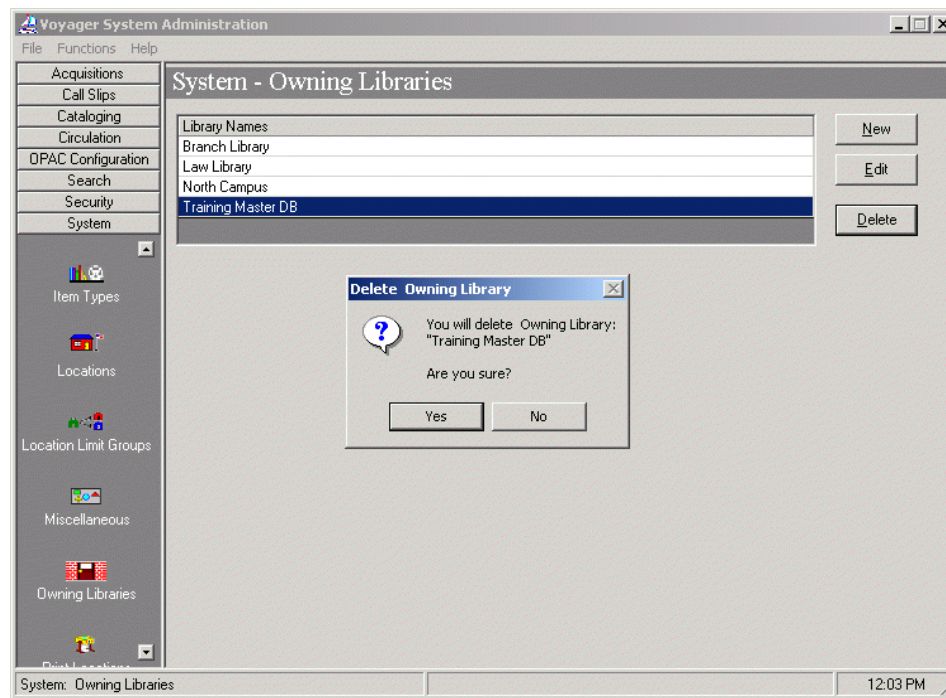 Voyager System Administration
File Functions Help
Acquisitions
Call Slips
Cataloging
Circulation
OPAC Configuration
Search
Security
System
Item Types
Locations
Location Limit Groups
Miscellaneous
Owning Libraries
Print Locations
System - Owning Libraries
Library Names
Branch Library
Law Library
North Campus
Training Master DB
New
Edit
Delete
Delete Owning Library
You will delete Owning Library:
"Training Master DB"
Are you sure?
Yes
No
System: Owning Libraries
12:03 PM